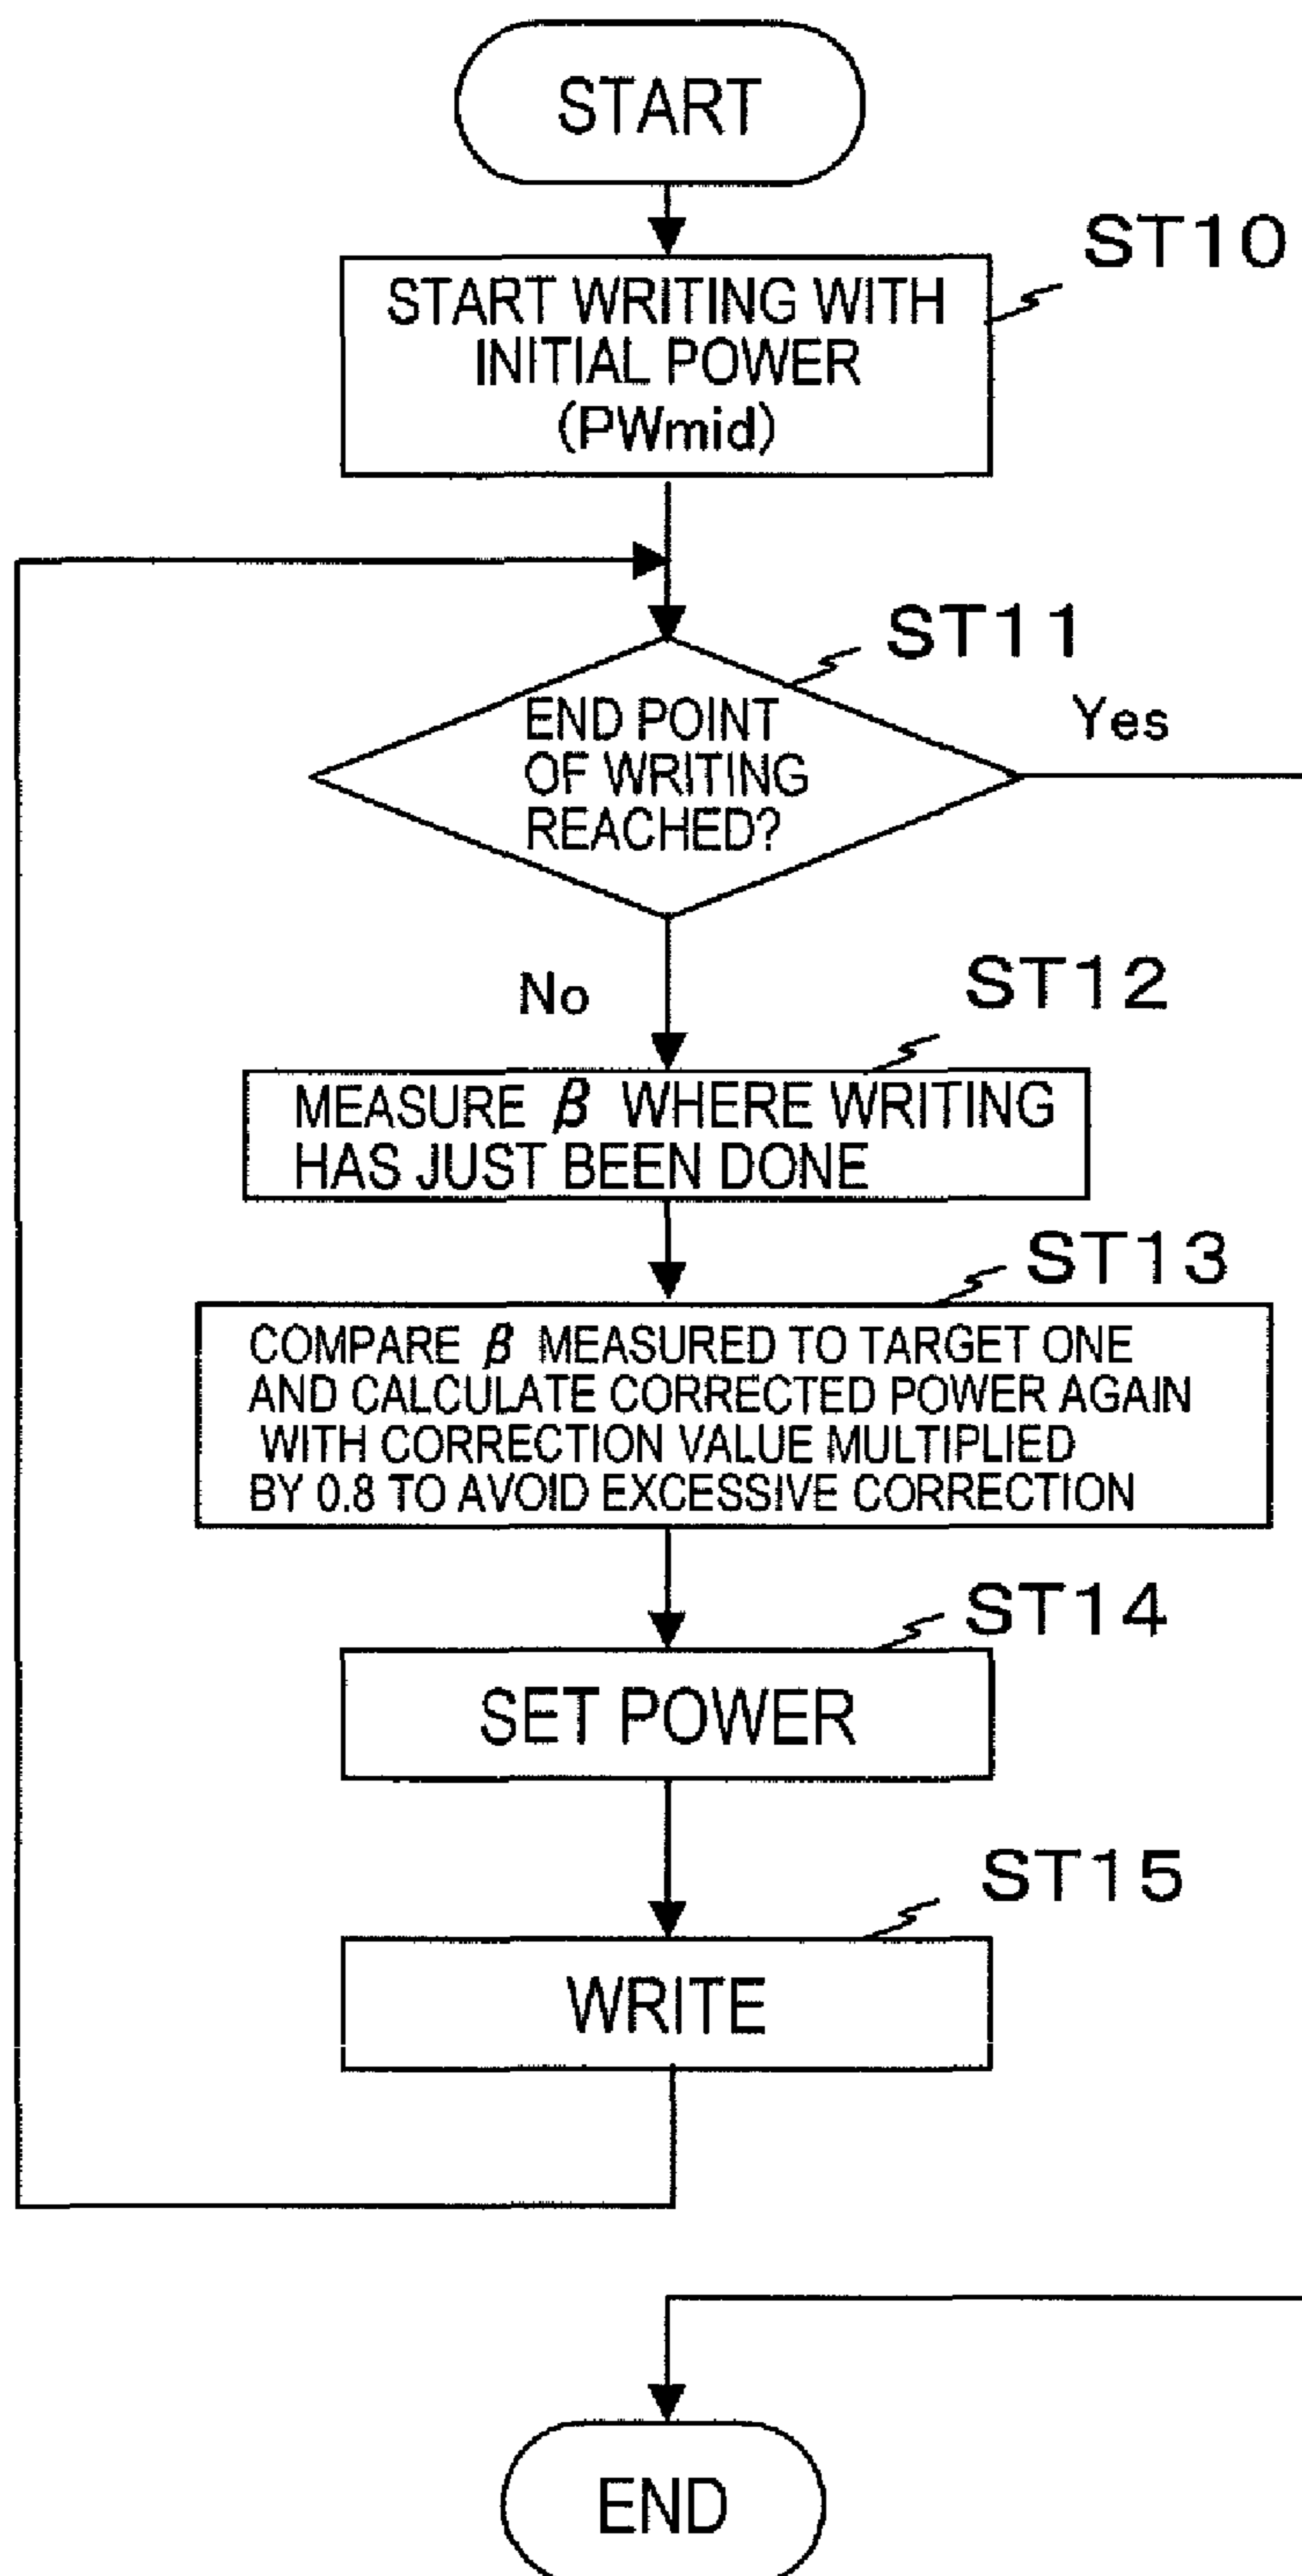 START
ST10
START WRITING WITH
INITIAL POWER
(PWmid)
ST11
END POINT
OF WRITING
REACHED?
Yes
No
ST12
MEASURE β WHERE WRITING
HAS JUST BEEN DONE
ST13
COMPARE β MEASURED TO TARGET ONE
AND CALCULATE CORRECTED POWER AGAIN
WITH CORRECTION VALUE MULTIPLIED
BY 0.8 TO AVOID EXCESSIVE CORRECTION
ST14
SET POWER
ST15
WRITE
END